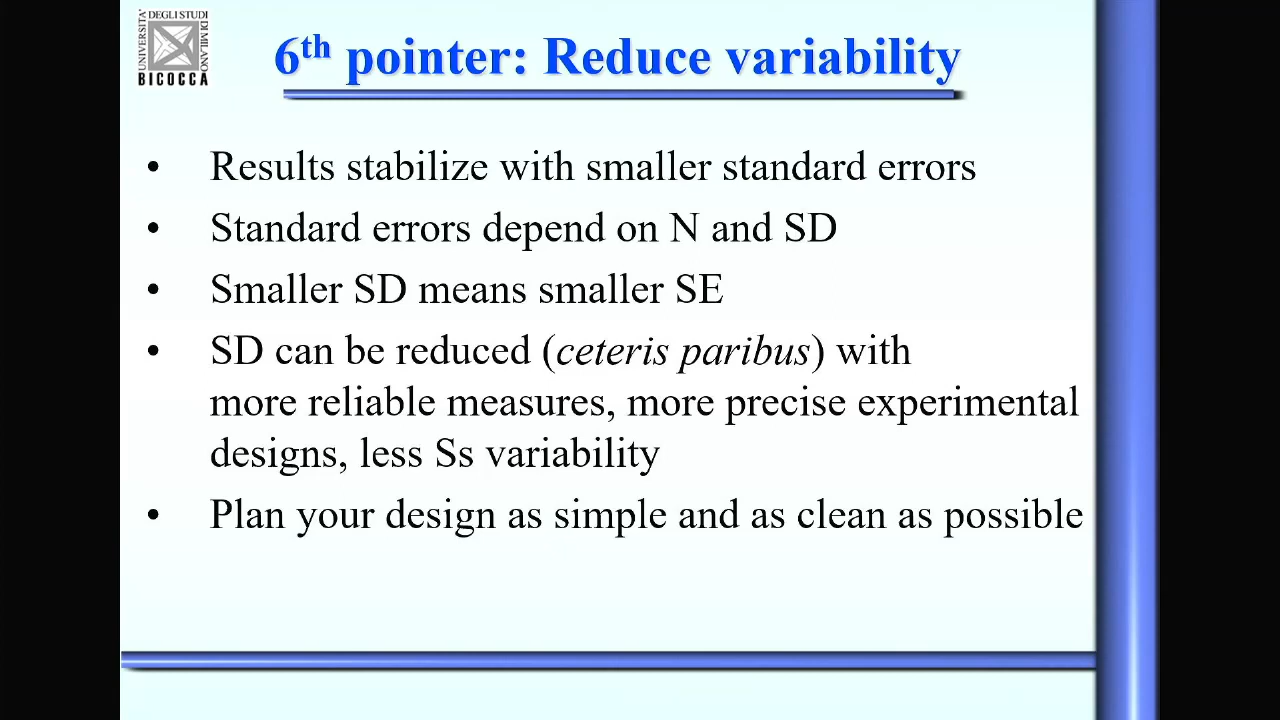 UNIVERSITA' DEGLI STUDI DI MILANO
BICOCCA
6th pointer: Reduce variability
• Results stabilize with smaller standard errors
• Standard errors depend on N and SD
• Smaller SD means smaller SE
• SD can be reduced (ceteris paribus) with
more reliable measures, more precise experimental
designs, less Ss variability
• Plan your design as simple and as clean as possible